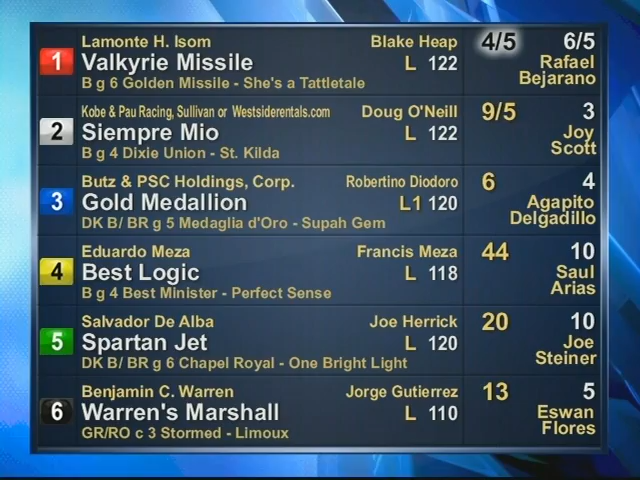 1
Lamonte H. Isom Blake Heap 4/5 6/5
Valkyrie Missile L 122 Rafael
B g 6 Golden Missile - She's a Tattletale Bejarano
Kobe & Pau Racing, Sullivan or Westsiderentals.com Doug O'Neill 9/5 3
2 Siempre Mio L 122 Joy
B g 4 Dixie Union - St. Kilda Scott
Butz & PSC Holdings, Corp. Robertino Diodoro 6 4
3 Gold Medallion L1 120 Agapito
DK B/ BR g 5 Medaglia d'Oro - Supah Gem Delgadillo
Eduardo Meza Francis Meza 44 10
4 Best Logic L 118 Saul
B g 4 Best Minister - Perfect Sense Arias
Salvador De Alba Joe Herrick 20 10
5 Spartan Jet L 120 Joe
DK B/ BR g 6 Chapel Royal - One Bright Light Steiner
Benjamin C. Warren Jorge Gutierrez 13 5
6 Warren's Marshall L 110 Eswan
GR/RO c 3 Stormed - Limoux Flores